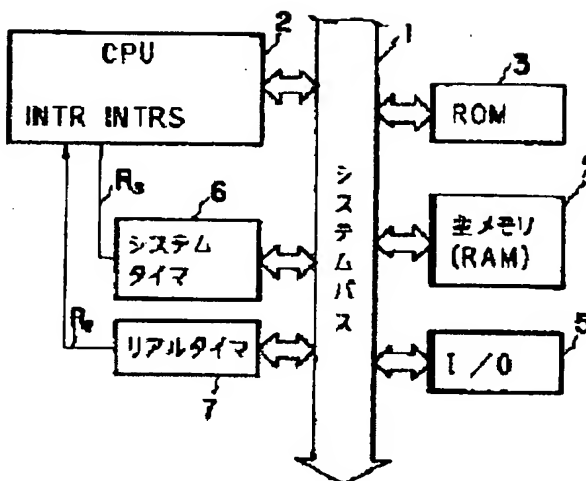 2
1
CPU
3
INTR INTRS
ROM
Rs
6
システム
タイマ
システムバス
主メモリ
(RAM)
リアルタイマ
7
5
I/O